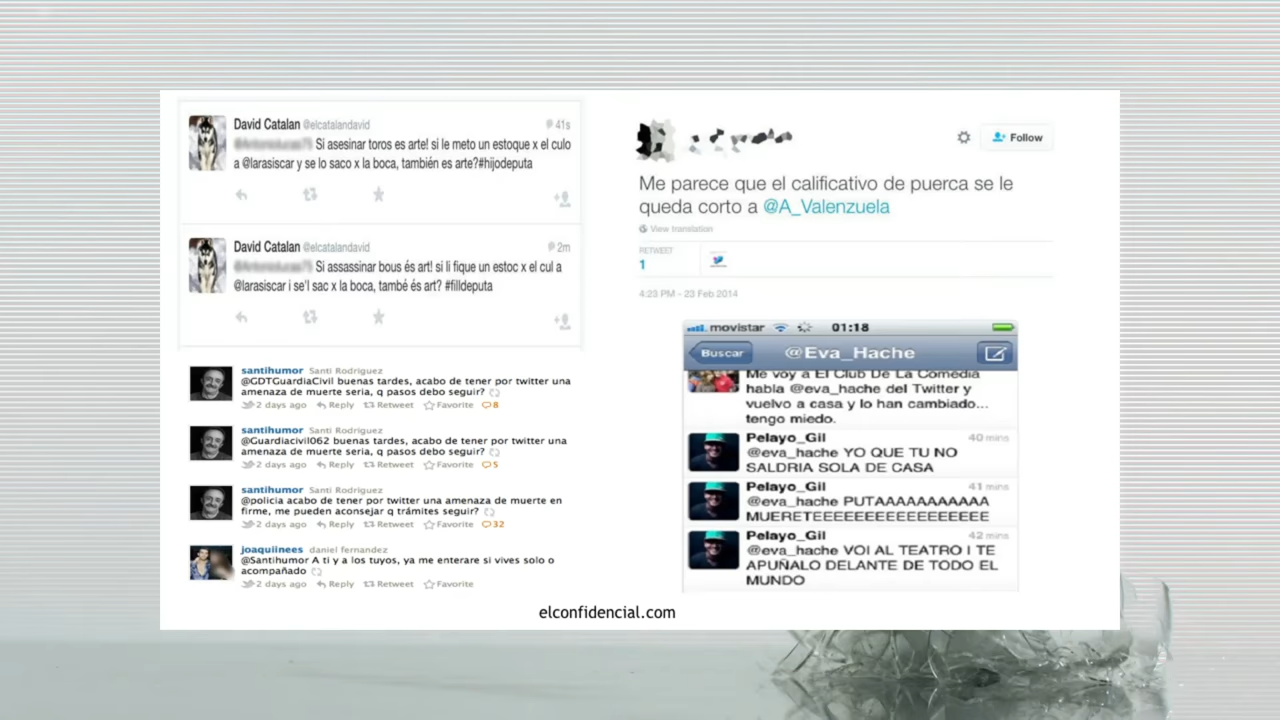 David Catalan @elcatalandavid 41s
Si asesinar toros es arte! si le meto un estoque x el culo
a @larasiscar y se lo saco x la boca, también es arte?#hijodeputa
David Catalan @elcatalandavid 2m
Si assassinar bous és art! si li fique un estoc x el cul a
@larasiscar i se'l sac x la boca, també és art? #filldeputa
santihumor Santi Rodriguez
@GDTGuardiaCivil buenas tardes, acabo de tener por twitter una
amenaza de muerte seria, q pasos debo seguir?
2 days ago Reply Retweet Favorite 8
santihumor Santi Rodriguez
@Guardiacivil062 buenas tardes, acabo de tener por twitter una
amenaza de muerte seria, q pasos debo seguir?
2 days ago Reply Retweet Favorite 5
santihumor Santi Rodriguez
@policia acabo de tener por twitter una amenaza de muerte en
firme, me pueden aconsejar q trámites seguir?
2 days ago Reply Retweet Favorite 32
joaquiinees daniel fernandez
@Santihumor A ti y a los tuyos, ya me enterare si vives solo o
acompañado
2 days ago Reply Retweet Favorite
Follow
Me parece que el calificativo de puerca se le
queda corto a @A_Valenzuela
View translation
RETWEET
1
4:23 PM - 23 Feb 2014
movistar 01:18
Buscar @Eva_Hache
Me voy a El Club De La Comedia
habla @eva_hache del Twitter y
vuelvo a casa y lo han cambiado...
tengo miedo.
Pelayo_Gil 40 mins
@eva_hache YO QUE TU NO
SALDRIA SOLA DE CASA
Pelayo_Gil 41 mins
@eva_hache PUTAAAAAAAAAAA
MUERETEEEEEEEEEEEEEEEEEE
Pelayo_Gil 42 mins
@eva_hache VOI AL TEATRO I TE
APUÑALO DELANTE DE TODO EL
MUNDO
elconfidencial.com